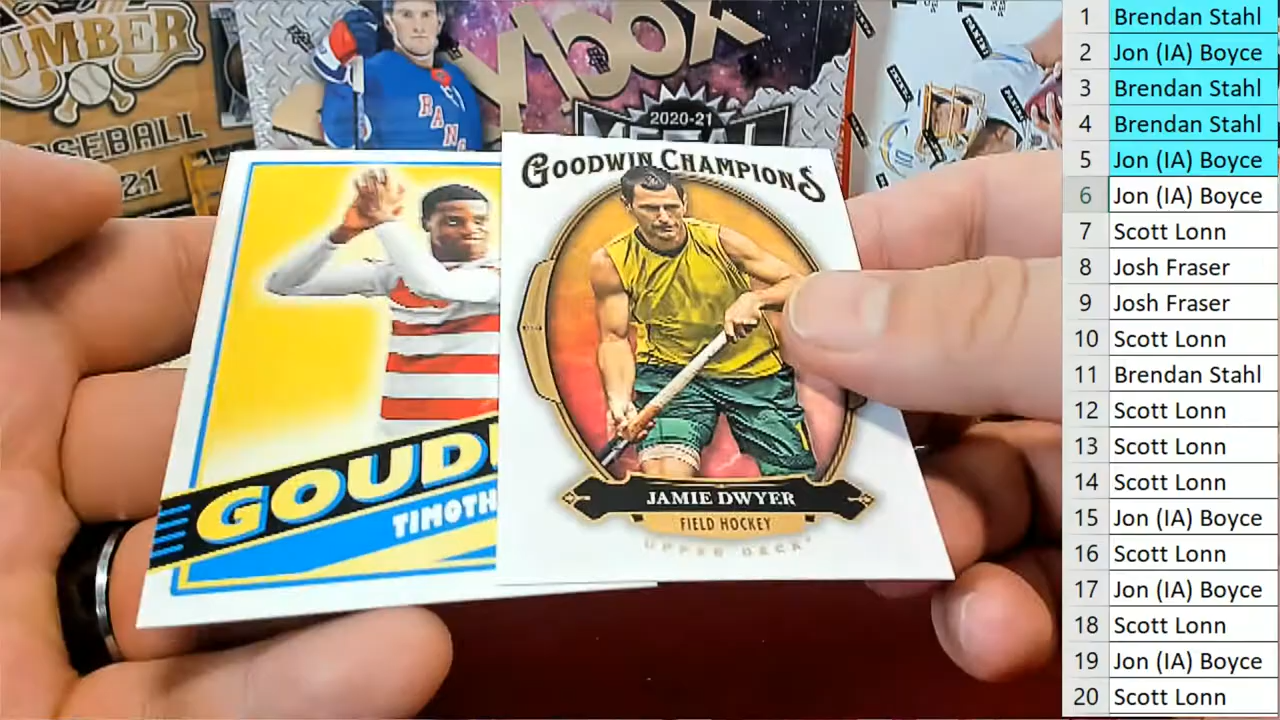 UMBER
BASEBALL
21
RAN
ybox
2020-21
METAL
PANINI
GOODWIN CHAMPIONS
JAMIE DWYER
FIELD HOCKEY
UPPER DECK
GOUD
TIMOTH
1 Brendan Stahl
2 Jon (IA) Boyce
3 Brendan Stahl
4 Brendan Stahl
5 Jon (IA) Boyce
6 Jon (IA) Boyce
7 Scott Lonn
8 Josh Fraser
9 Josh Fraser
10 Scott Lonn
11 Brendan Stahl
12 Scott Lonn
13 Scott Lonn
14 Scott Lonn
15 Jon (IA) Boyce
16 Scott Lonn
17 Jon (IA) Boyce
18 Scott Lonn
19 Jon (IA) Boyce
20 Scott Lonn